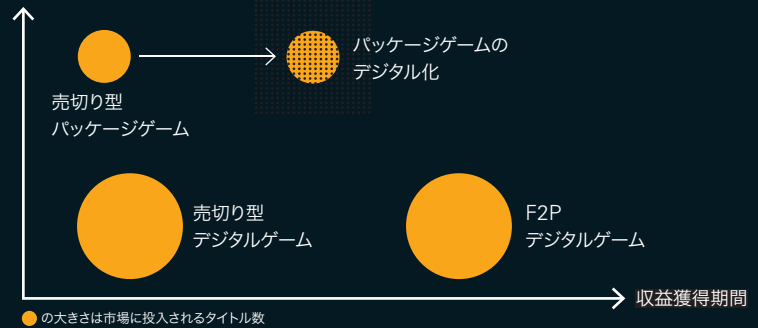 パッケージゲームの
デジタル化
売切り型
パッケージゲーム
売切り型
デジタルゲーム
F2P
デジタルゲーム
収益獲得期間
の大きさは市場に投入されるタイトル数